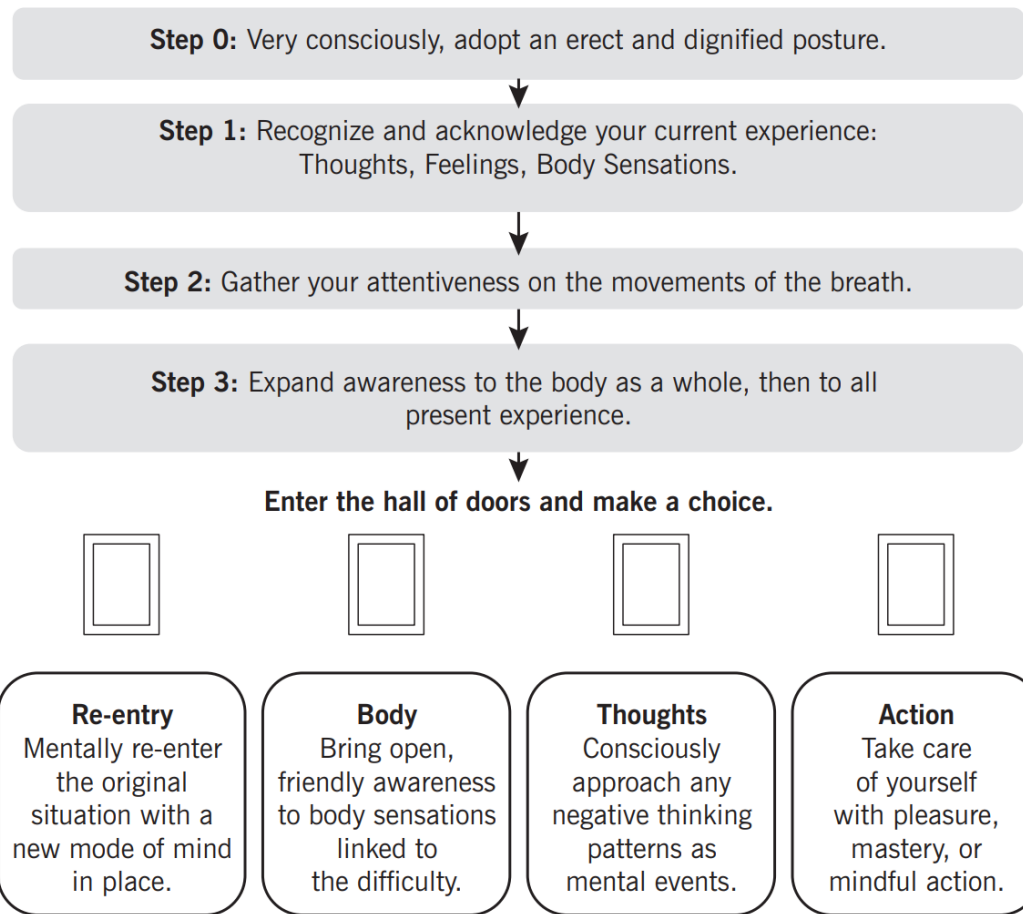 Step 0: Very consciously, adopt an erect and dignified posture.
Step 1: Recognize and acknowledge your current experience:
Thoughts, Feelings, Body Sensations.
Step 2: Gather your attentiveness on the movements of the breath.
Step 3: Expand awareness to the body as a whole, then to all
present experience.
Enter the hall of doors and make a choice.
Re-entry
Mentally re-enter
the original
situation with a
new mode of mind
in place.
Body
Bring open,
friendly awareness
to body sensations
linked to
the difficulty.
Thoughts
Consciously
approach any
negative thinking
patterns as
mental events.
Action
Take care
of yourself
with pleasure,
mastery, or
mindful action.